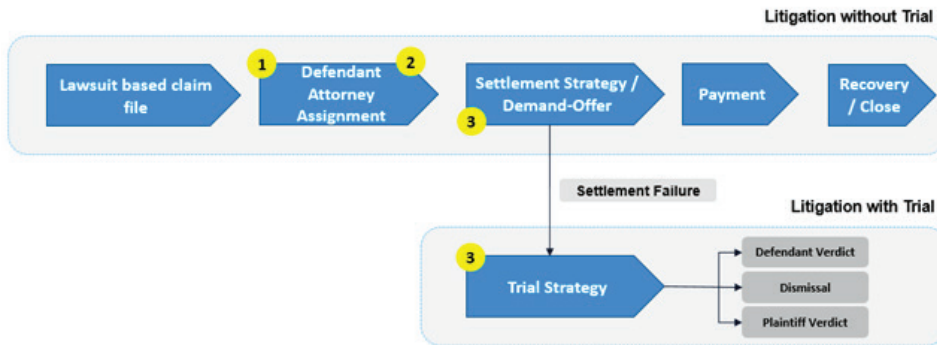 Litigation without Trial
Lawsuit based claim
file
1
Defendant
Attorney
Assignment
2
Settlement Strategy /
Demand-Offer
3
Payment
Recovery
/ Close
Settlement Failure
Litigation with Trial
3
Trial Strategy
Defendant Verdict
Dismissal
Plaintiff Verdict